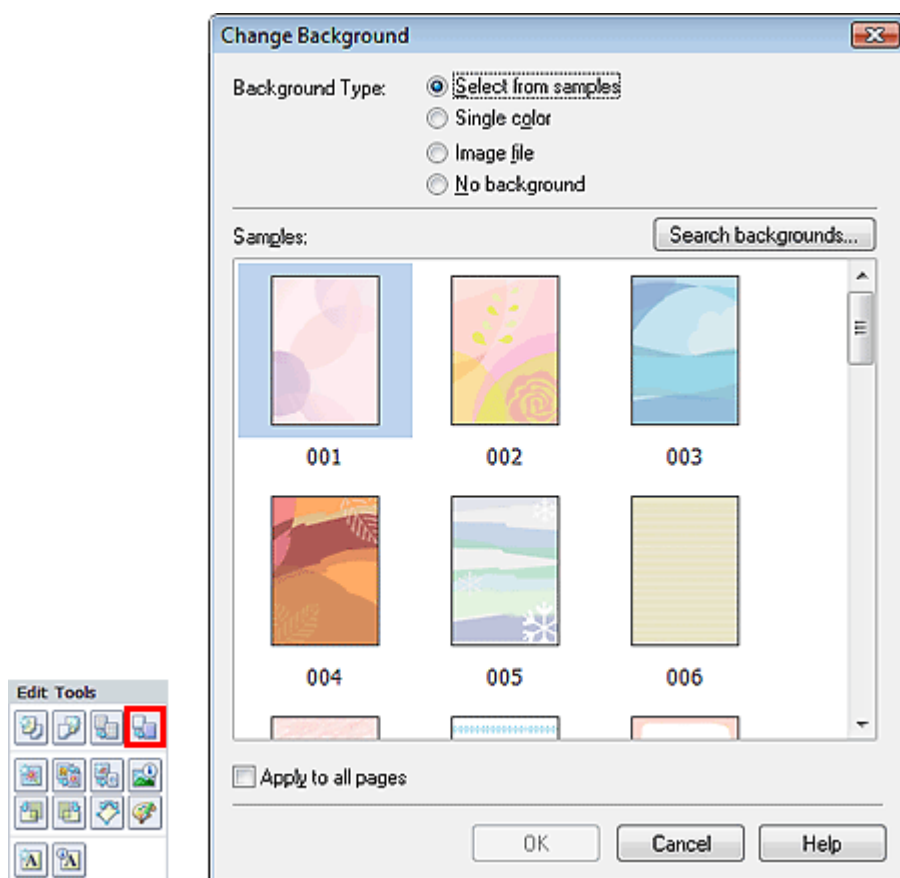 Change Background
Background Type:
Select from samples
Single color
Image file
No background
Samples:
Search backgrounds...
001 002 003
004 005 006
Edit Tools
A A
Apply to all pages
OK Cancel Help